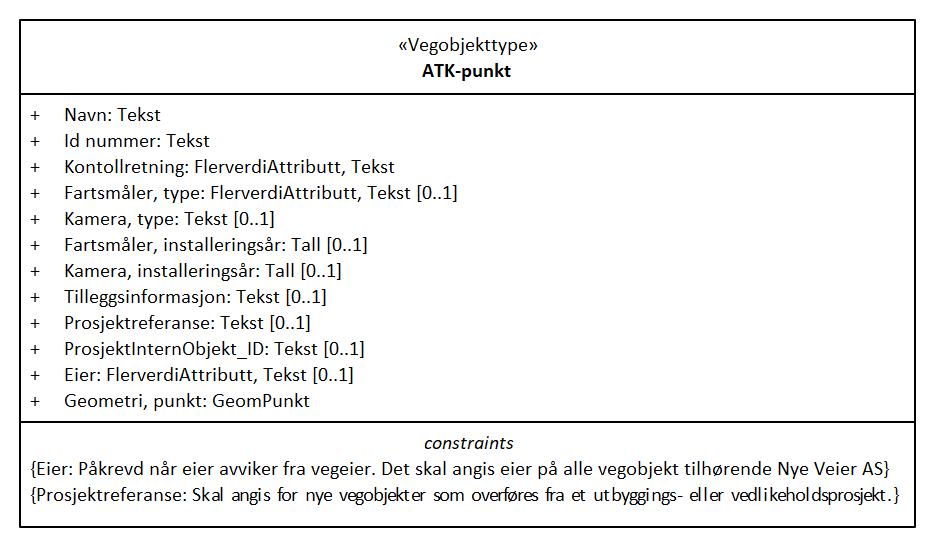 «Vegobjekttype»
ATK-punkt
+ Navn: Tekst
+ Id nummer: Tekst
+ Kontollretning: FlerverdiAttributt, Tekst
+ Fartsmåler, type: FlerverdiAttributt, Tekst [0..1]
+ Kamera, type: Tekst [0..1]
+ Fartsmåler, installeringsår: Tall [0..1]
+ Kamera, installeringsår: Tall [0..1]
+ Tilleggsinformasjon: Tekst [0..1]
+ Prosjektreferanse: Tekst [0..1]
+ ProsjektInternObjekt_ID: Tekst [0..1]
+ Eier: FlerverdiAttributt, Tekst [0..1]
+ Geometri, punkt: GeomPunkt
constraints
{Eier: Påkrevd når eier avviker fra vegeier. Det skal angis eier på alle vegobjekt tilhørende Nye Veier AS}
{Prosjektreferanse: Skal angis for nye vegobjekter som overføres fra et utbyggings- eller vedlikeholdsprosjekt.}